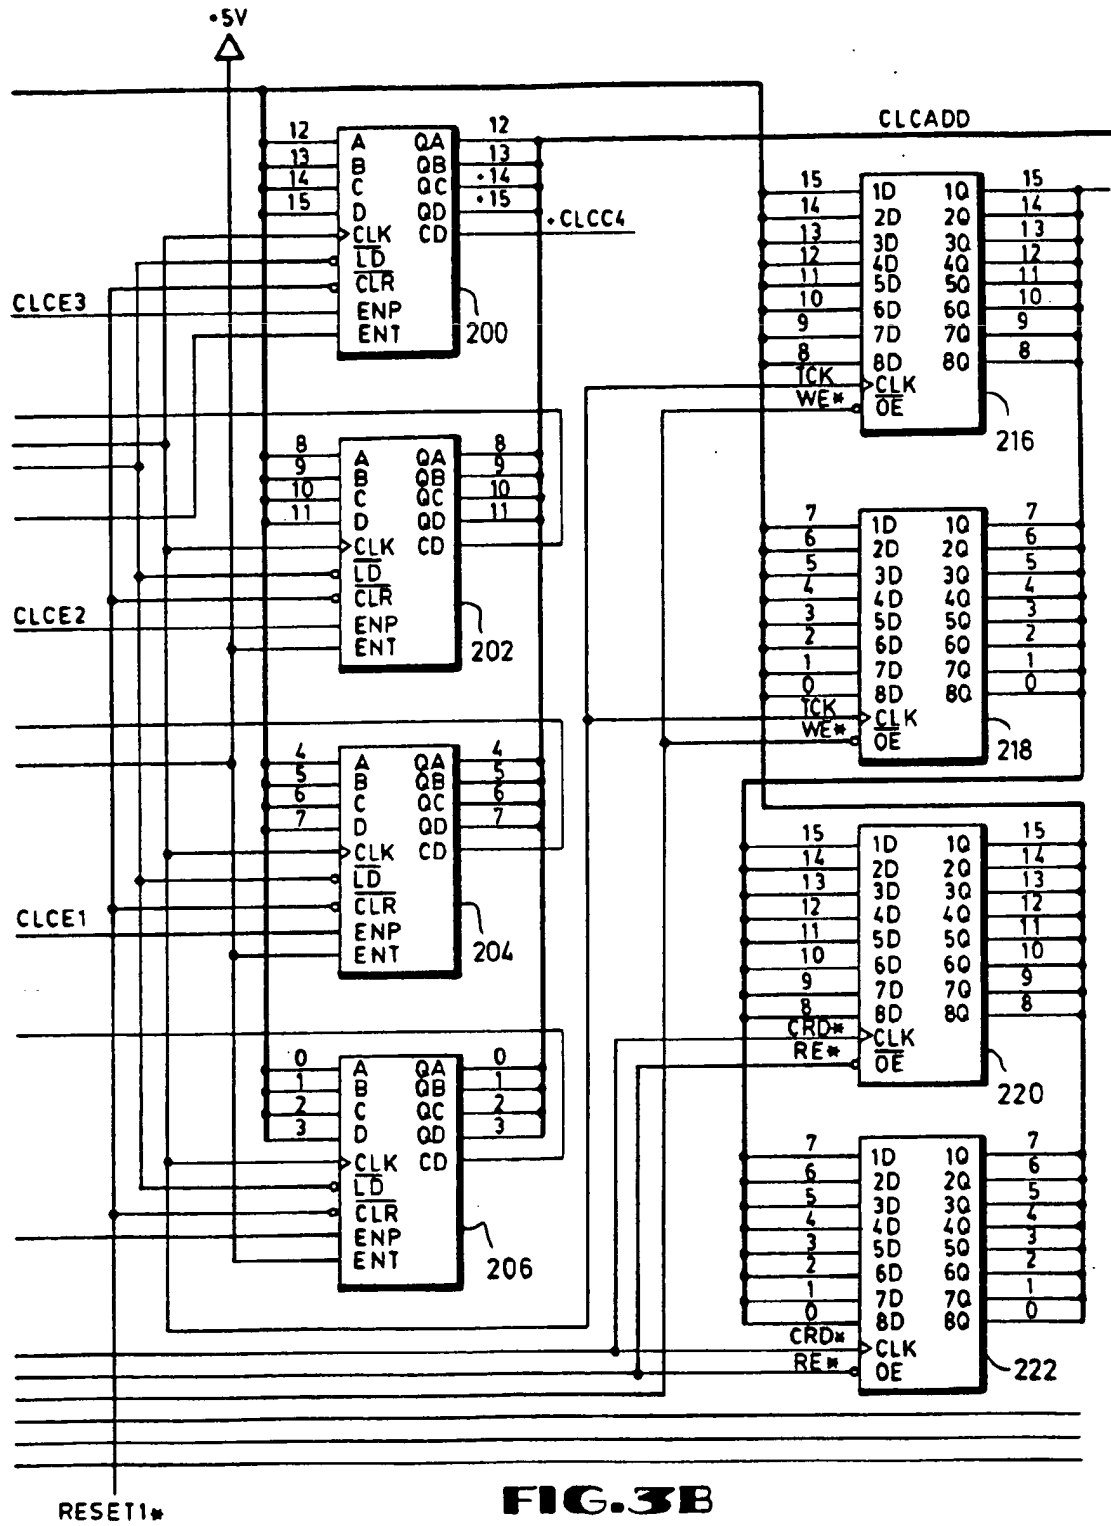 +5V
CLCADD
12 A QA 12
13 B QB 13
14 C QC +14
15 D QD +15
CLK CD +CLCC4
LD
CLR
CLCE3 ENP
ENT
200
8 A QA 8
9 B QB 9
10 C QC 10
11 D QD 11
CLK CD
LD
CLR
CLCE2 ENP
ENT
202
4 A QA 4
5 B QB 5
6 C QC 6
7 D QD 7
CLK CD
LD
CLR
CLCE1 ENP
ENT
204
0 A QA 0
1 B QB 1
2 C QC 2
3 D QD 3
CLK CD
LD
CLR
ENP
ENT
206
15 1D 1Q 15
14 2D 2Q 14
13 3D 3Q 13
12 4D 4Q 12
11 5D 5Q 11
10 6D 6Q 10
9 7D 7Q 9
8 8D 8Q 8
TCK CLK
WE* OE
216
7 1D 1Q 7
6 2D 2Q 6
5 3D 3Q 5
4 4D 4Q 4
3 5D 5Q 3
2 6D 6Q 2
1 7D 7Q 1
0 8D 8Q 0
TCK CLK
WE* OE
218
15 1D 1Q 15
14 2D 2Q 14
13 3D 3Q 13
12 4D 4Q 12
11 5D 5Q 11
10 6D 6Q 10
9 7D 7Q 9
8 8D 8Q 8
CRD* CLK
RE* OE
220
7 1D 1Q 7
6 2D 2Q 6
5 3D 3Q 5
4 4D 4Q 4
3 5D 5Q 3
2 6D 6Q 2
1 7D 7Q 1
0 8D 8Q 0
CRD* CLK
RE* OE
222
RESET1*
FIG.3B